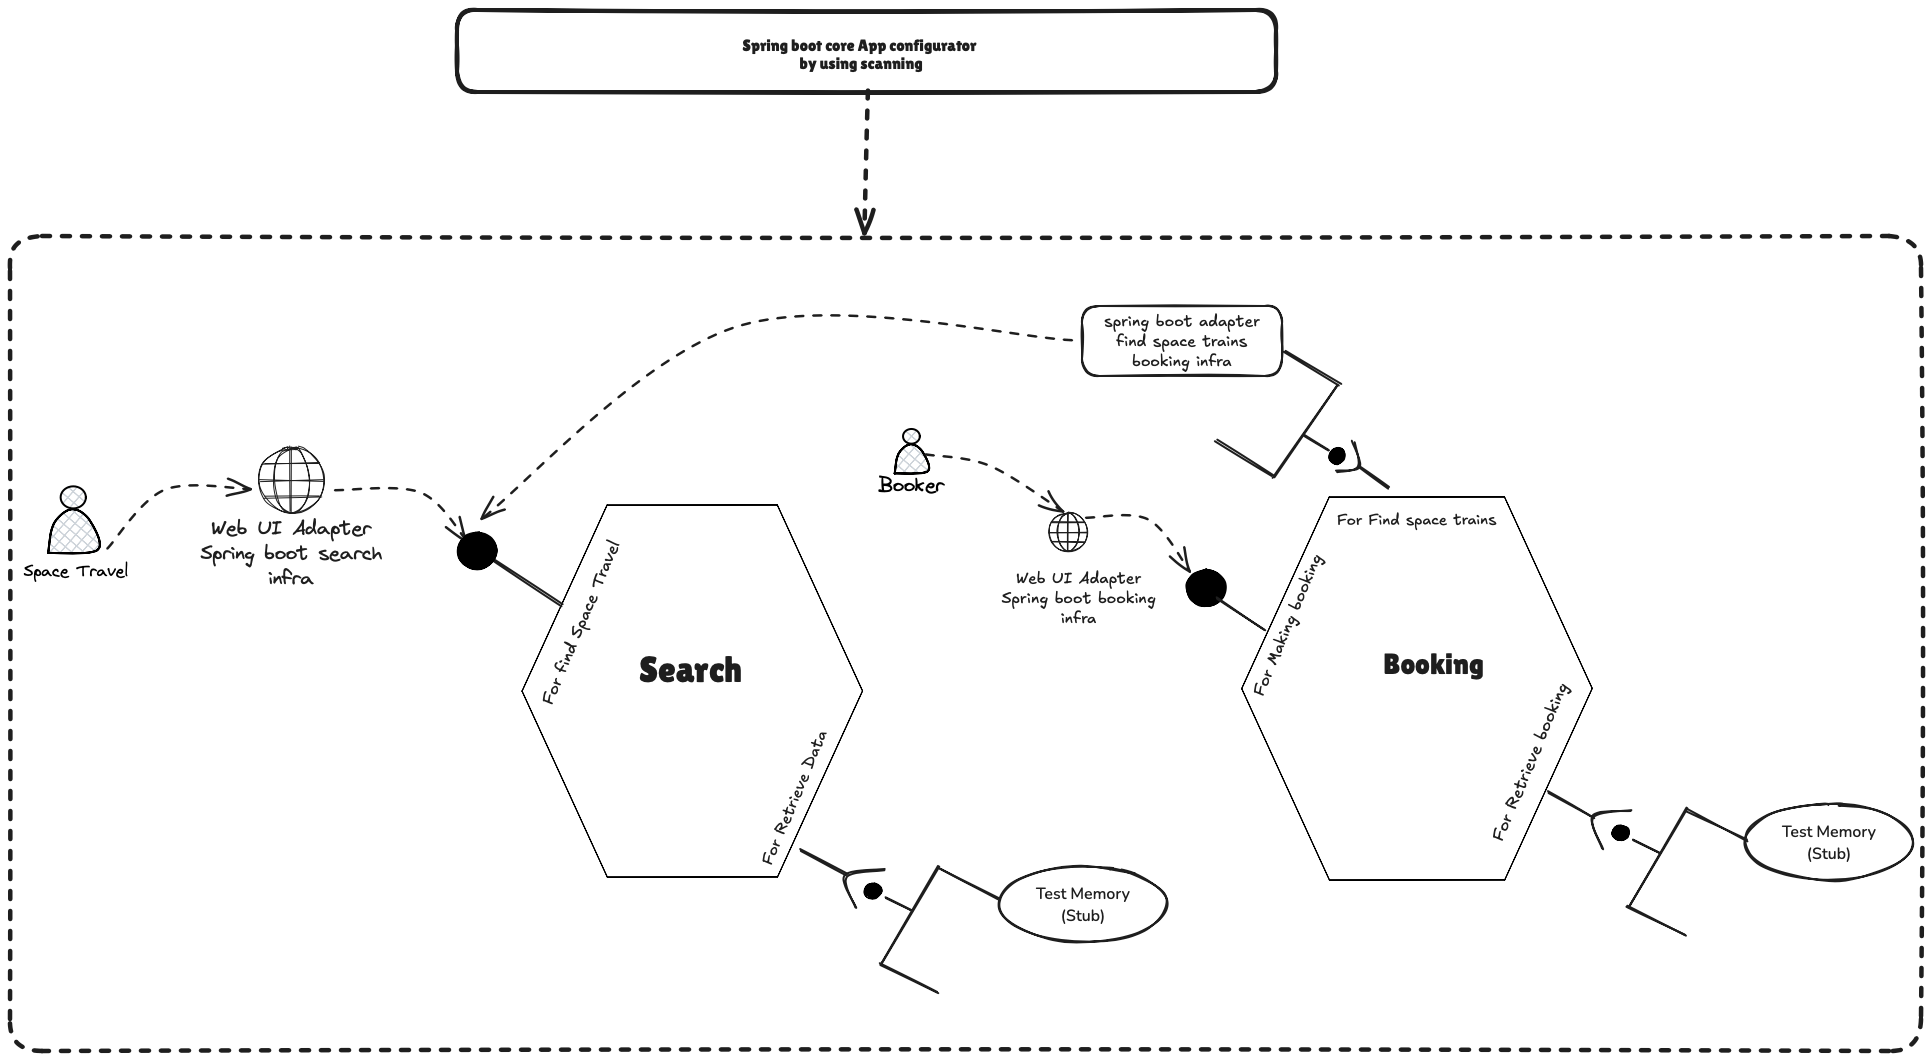 Spring boot core App configurator
by using scanning
spring boot adapter
find space trains
booking infra
Space Travel
Web UI Adapter
Spring boot search
infra
For find Space Travel
Search
For Retrieve Data
Test Memory
(Stub)
Booker
Web UI Adapter
Spring boot booking
infra
For Find space trains
For Making booking
Booking
For Retrieve booking
Test Memory
(Stub)